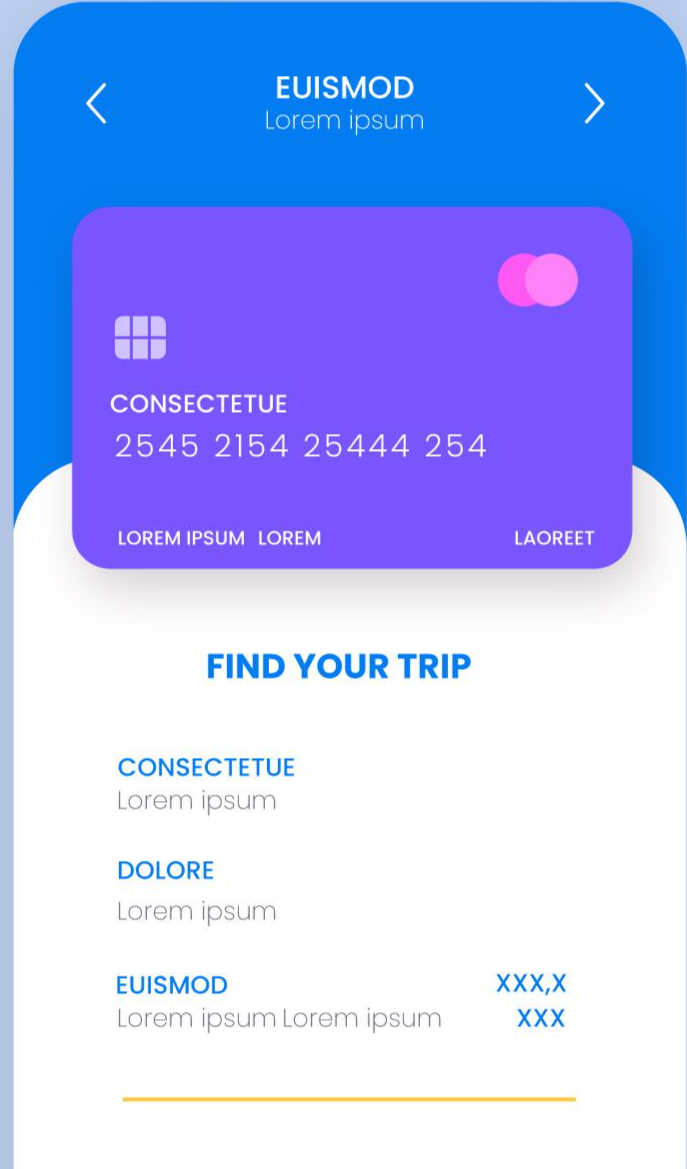 EUISMOD
Lorem ipsum
CONSECTETUE
2545 2154 25444 254
LOREM IPSUM LOREM LAOREET
FIND YOUR TRIP
CONSECTETUE
Lorem ipsum
DOLORE
Lorem ipsum
EUISMOD XXX,X
Lorem ipsum Lorem ipsum XXX